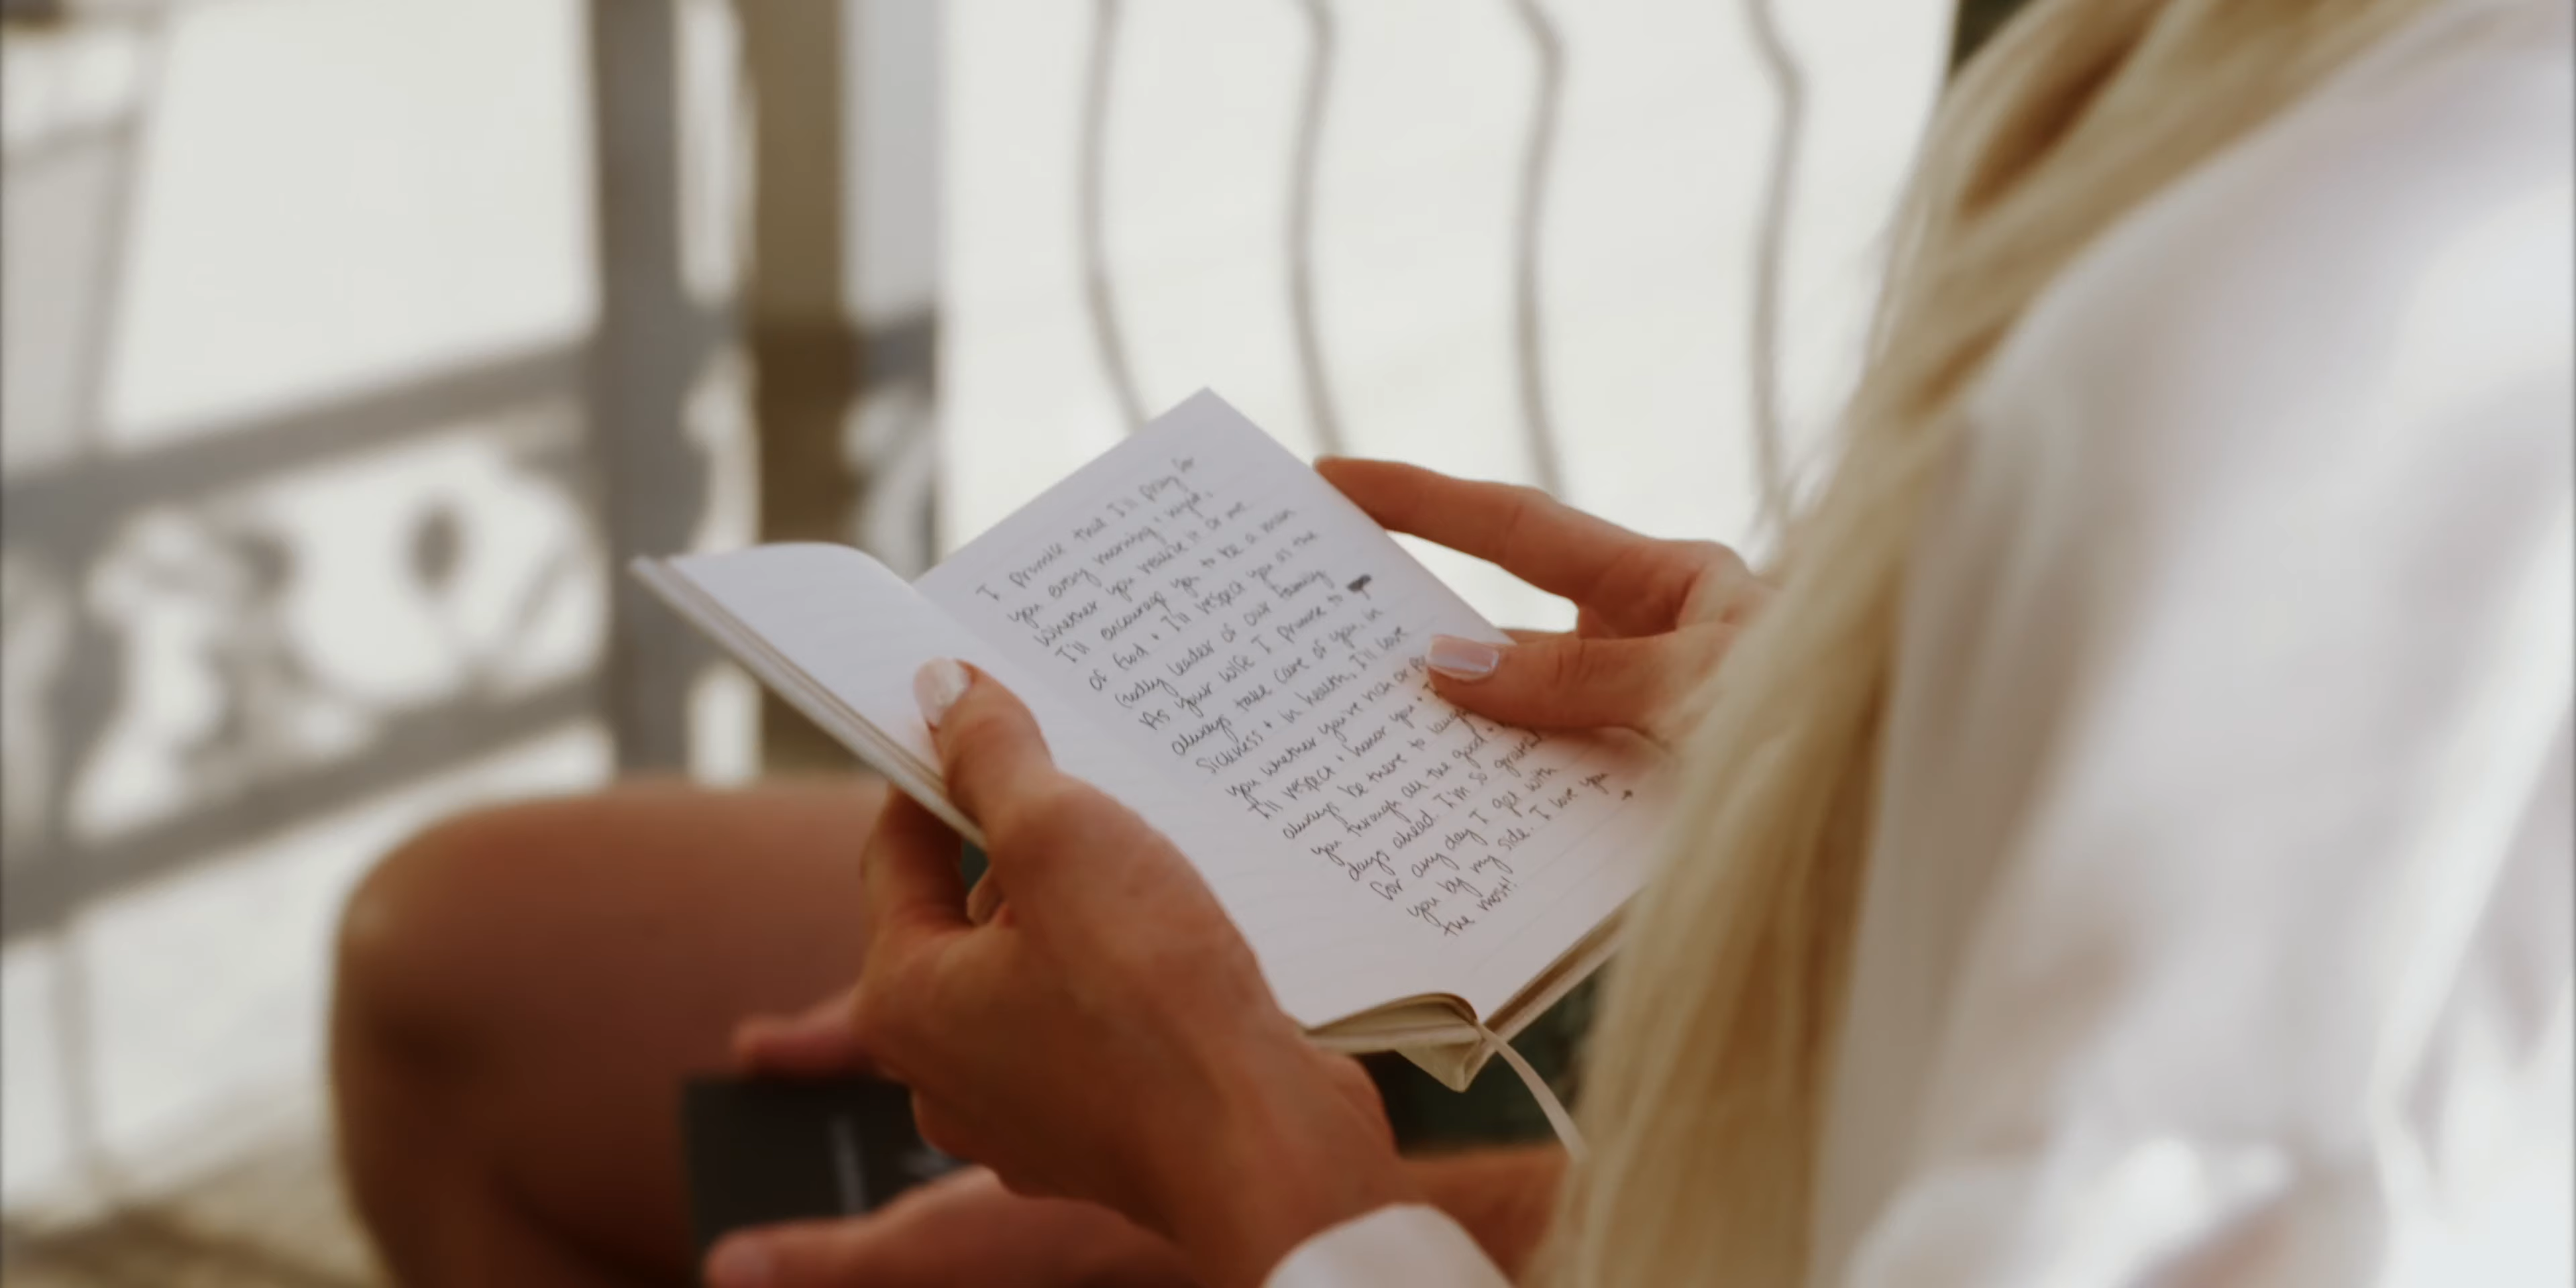 I promise that I'll pray for
you every morning + night,
whether you realize it or not
I'll encourage you to be a man
of God + I'll respect you as the
Godly leader of our family.
As your wife I promise to
always take care of you, in
sickness + in health, I'll love
you whether you're rich or
I'll respect + honor you +
always be there to laugh
you through all the good +
days ahead. I'm so grateful
for any day I get with
you by my side. I love you
the most!